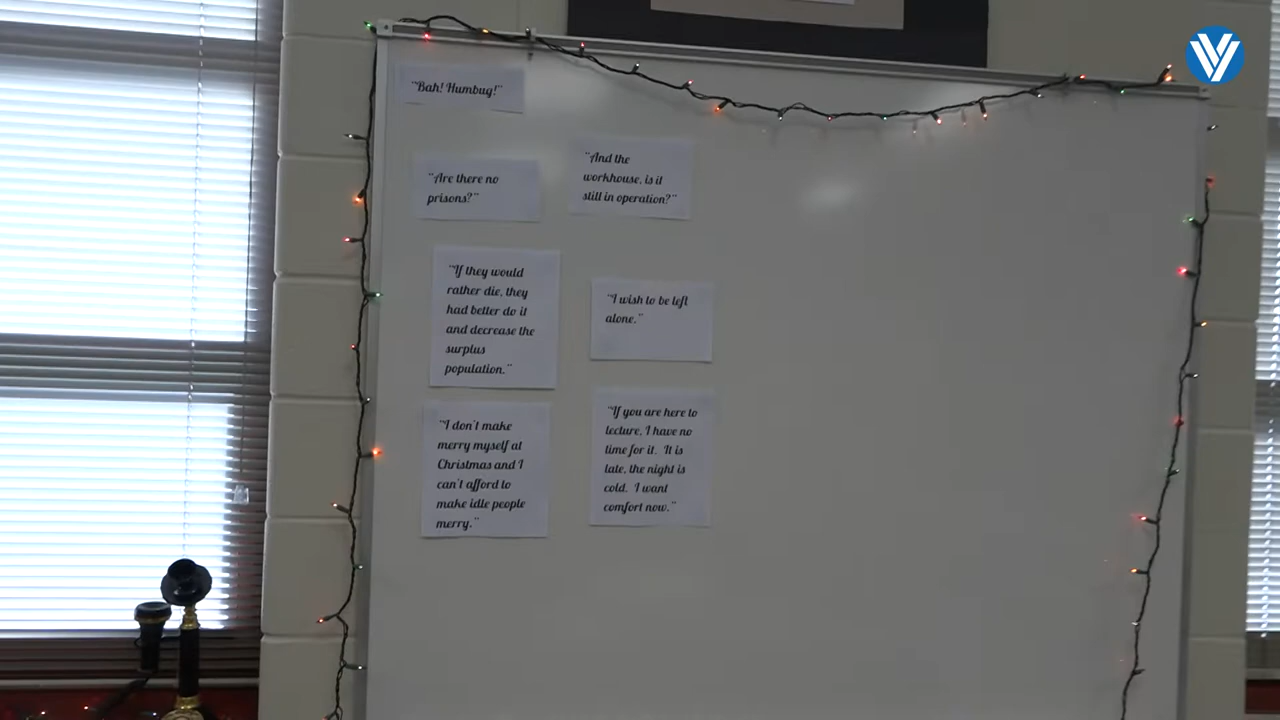 "Bah! Humbug!"
"Are there no
prisons?"
"And the
workhouse, is it
still in operation?"
"If they would
rather die, they
had better do it
and decrease the
surplus
population."
"I wish to be left
alone."
"I don't make
merry myself at
Christmas and I
can't afford to
make idle people
merry."
"If you are here to
lecture, I have no
time for it. It is
late, the night is
cold. I want
comfort now."